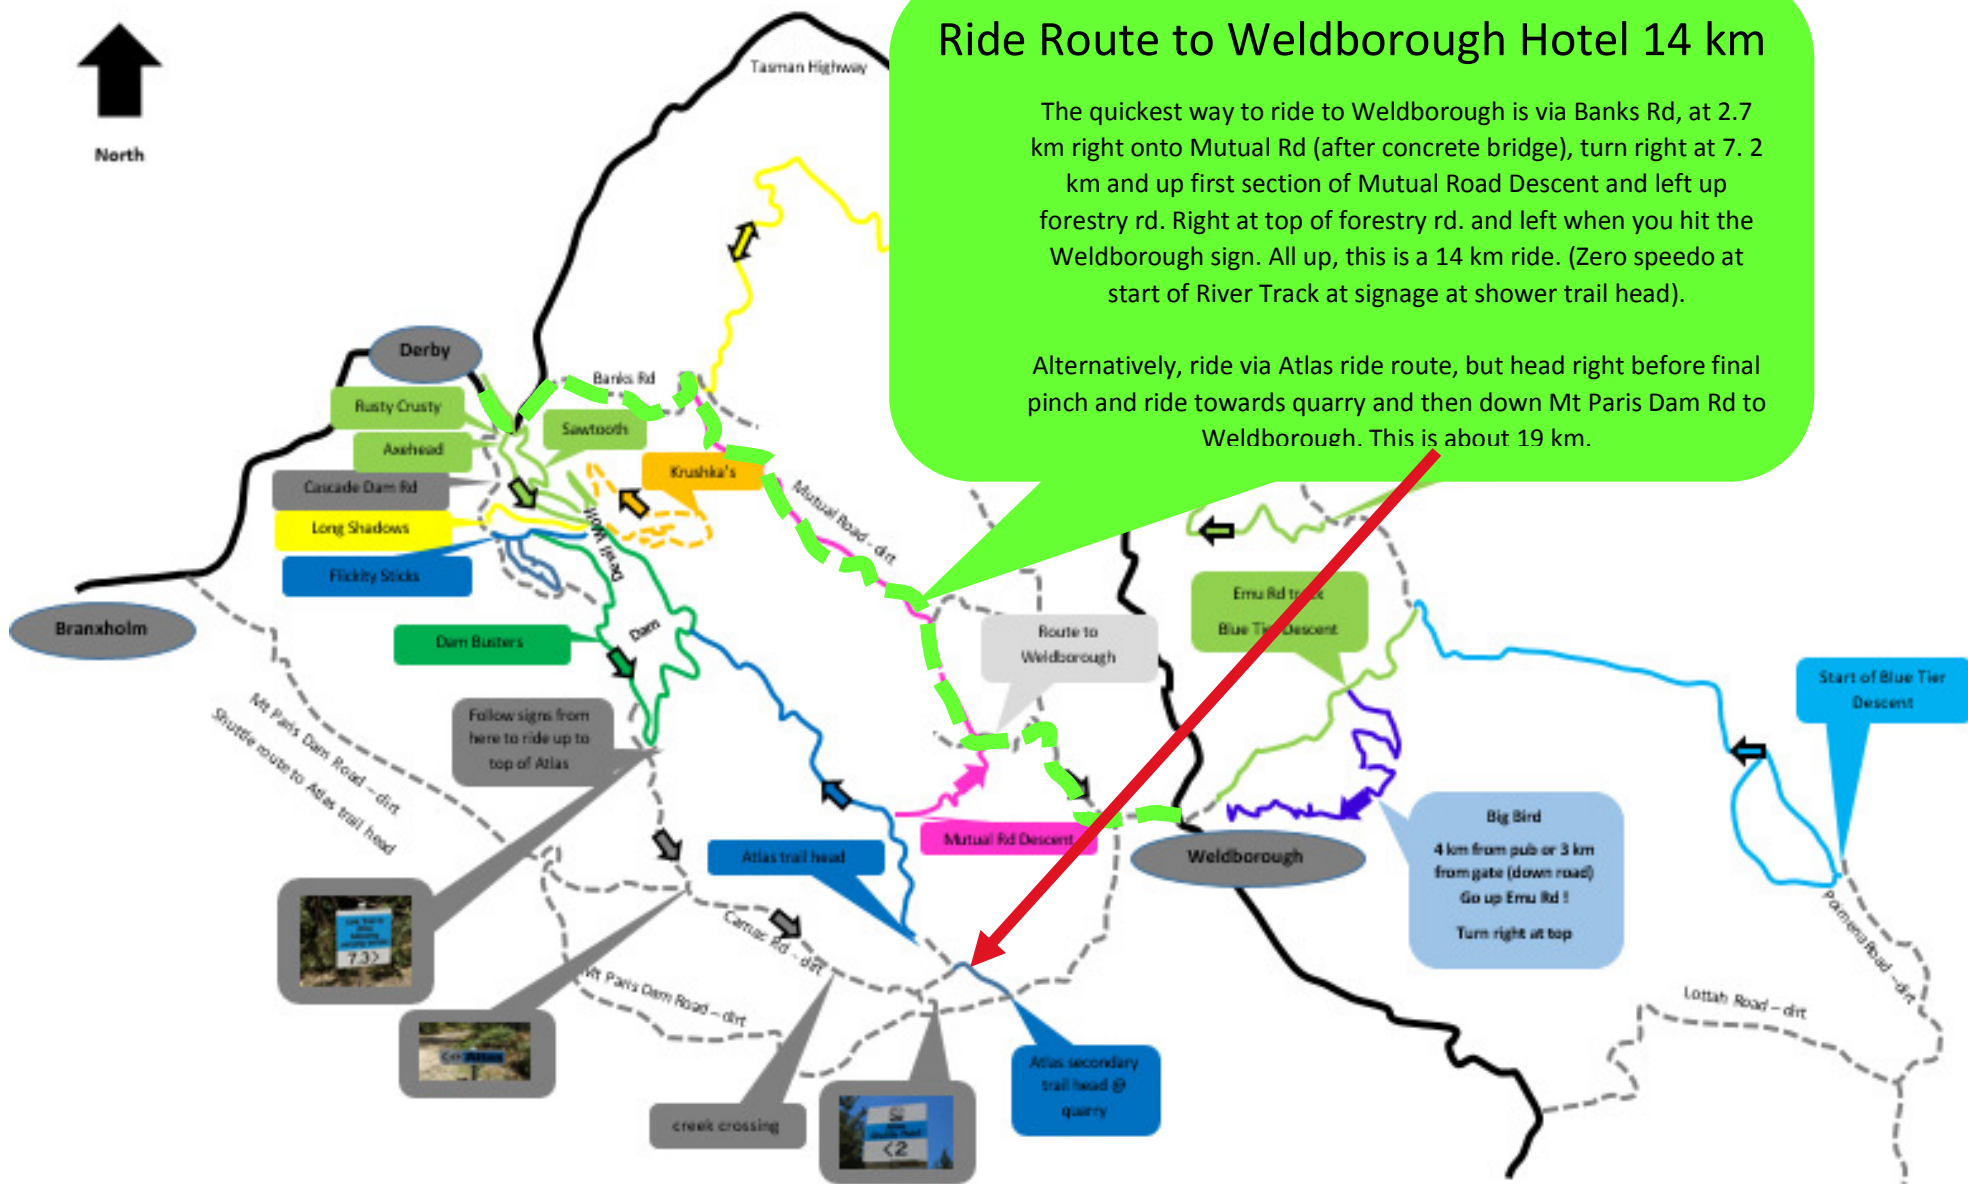 Ride Route to Weldborough Hotel 14 km
The quickest way to ride to Weldborough is via Banks Rd, at 2.7
km right onto Mutual Rd (after concrete bridge), turn right at 7. 2
km and up first section of Mutual Road Descent and left up
forestry rd. Right at top of forestry rd. and left when you hit the
Weldborough sign. All up, this is a 14 km ride. (Zero speedo at
start of River Track at signage at shower trail head).
Alternatively, ride via Atlas ride route, but head right before final
pinch and ride towards quarry and then down Mt Paris Dam Rd to
Weldborough. This is about 19 km.
North
Tasman Highway
Derby
Banks Rd
Rusty Crusty
Sawtooth
Axehead
Krushka's
Cascade Dam Rd
Long Shadows
Devil Wolf
Mutual Road - dirt
Flickity Sticks
Branxholm
Dam Busters
Dam
Route to
Weldborough
Emu Rd track
Blue Tier Descent
Start of Blue Tier
Descent
Mt Paris Dam Road – dirt
Shuttle route to Atlas trail head
Follow signs from
here to ride up to
top of Atlas
Mutual Rd Descent
Atlas trail head
Weldborough
Big Bird
4 km from pub or 3 km
from gate (down road)
Go up Emu Rd !
Turn right at top
7.3>
Carnac Rd – dirt
Mt Paris Dam Road – dirt
Lottah Road – dirt
Road – dirt
Atlas
Atlas secondary
trail head @
quarry
creek crossing
<2